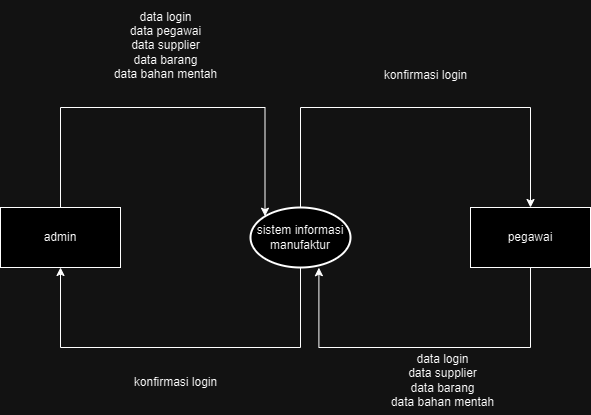 data login
data pegawai
data supplier
data barang
data bahan mentah
konfirmasi login
admin
sistem informasi
manufaktur
pegawai
konfirmasi login
data login
data supplier
data barang
data bahan mentah